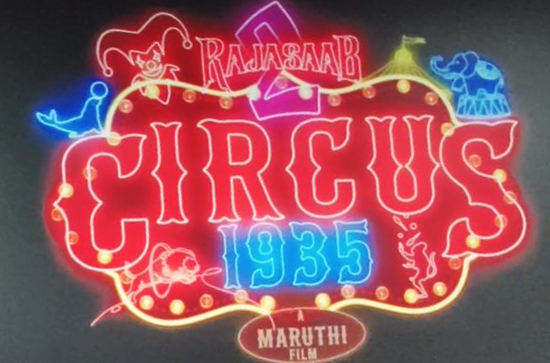 RAJASAAB
2
CIRCUS
1935
A
MARUTHI
FILM